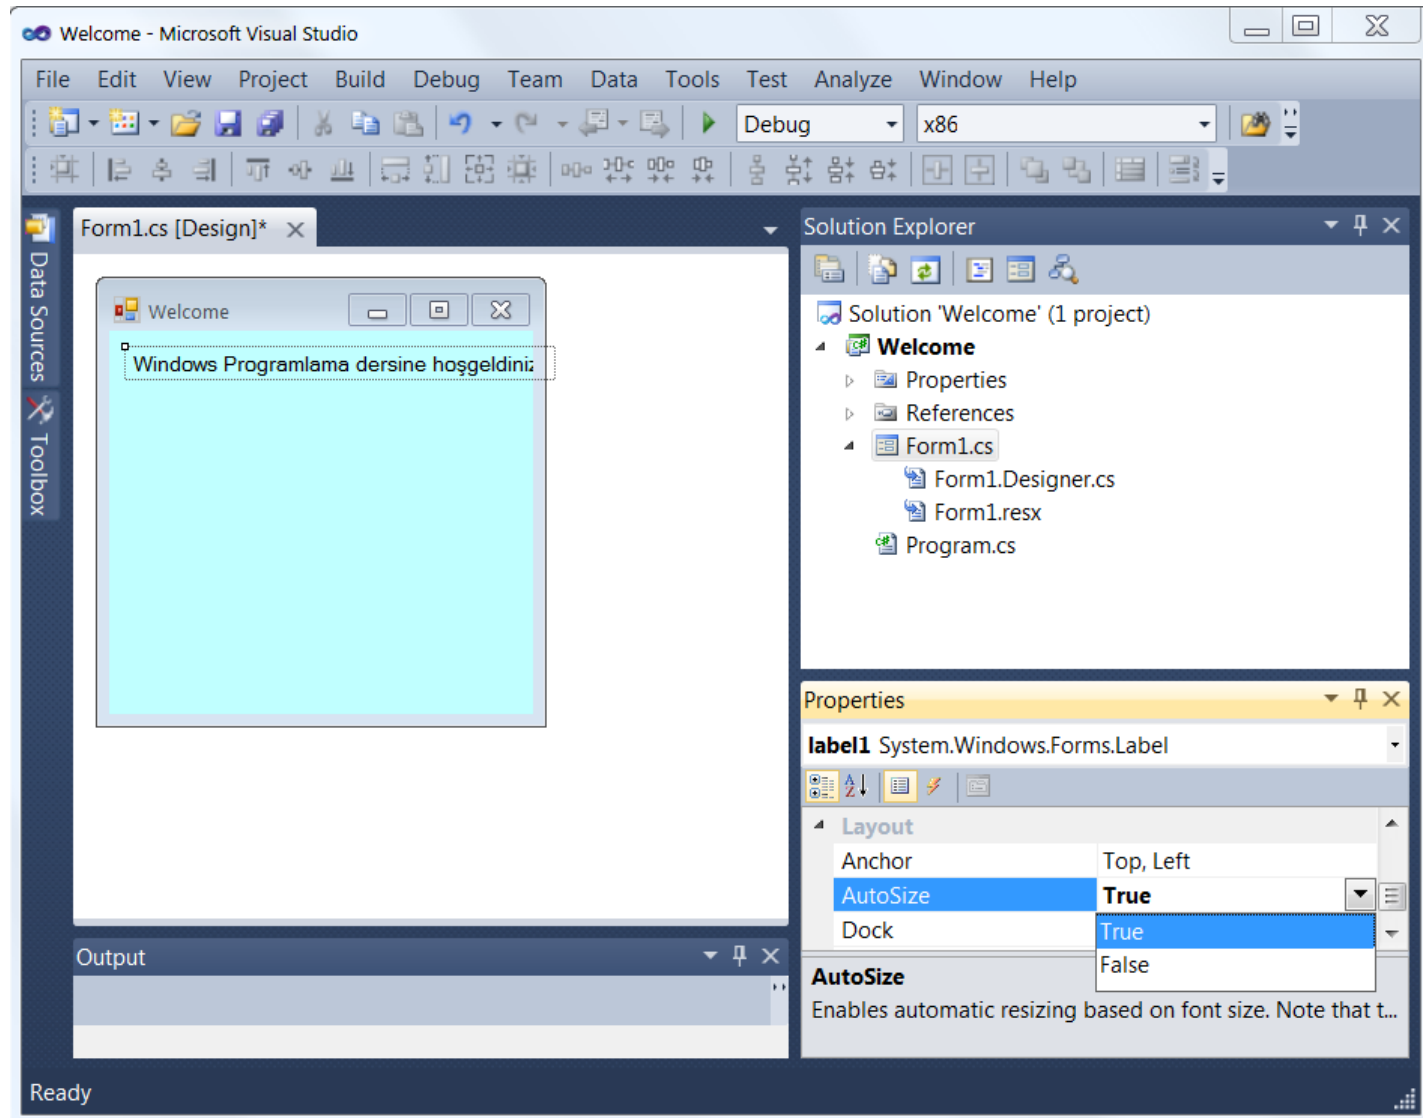 Welcome - Microsoft Visual Studio
File Edit View Project Build Debug Team Data Tools Test Analyze Window Help
Debug x86
Data Sources
Toolbox
Form1.cs [Design]*
Welcome
Windows Programlama dersine hoşgeldiniz
Solution Explorer
Solution 'Welcome' (1 project)
Welcome
Properties
References
Form1.cs
Form1.Designer.cs
Form1.resx
Program.cs
Properties
label1 System.Windows.Forms.Label
Layout
Anchor Top, Left
AutoSize True
Dock True
False
AutoSize
Enables automatic resizing based on font size. Note that t...
Output
Ready